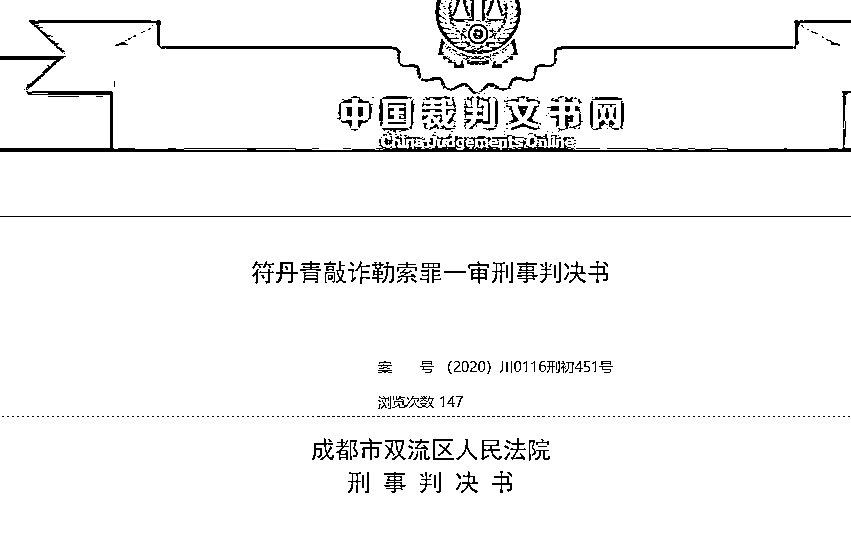 中国裁判文书网
China Judgements Online
符丹青敲诈勒索罪一审刑事判决书
案　　号 （2020）川0116刑初451号
浏览次数 147
成都市双流区人民法院
刑 事 判 决 书